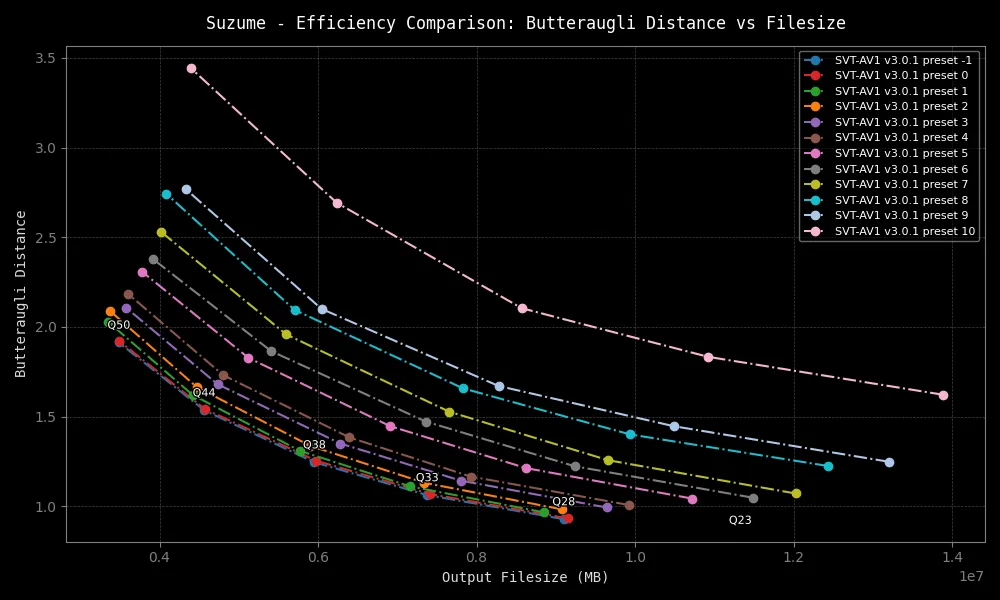 Suzume - Efficiency Comparison: Butteraugli Distance vs Filesize
SVT-AV1 v3.0.1 preset -1
SVT-AV1 v3.0.1 preset 0
SVT-AV1 v3.0.1 preset 1
SVT-AV1 v3.0.1 preset 2
SVT-AV1 v3.0.1 preset 3
SVT-AV1 v3.0.1 preset 4
SVT-AV1 v3.0.1 preset 5
SVT-AV1 v3.0.1 preset 6
SVT-AV1 v3.0.1 preset 7
SVT-AV1 v3.0.1 preset 8
SVT-AV1 v3.0.1 preset 9
SVT-AV1 v3.0.1 preset 10
Butteraugli Distance
3.5
3.0
2.5
2.0
1.5
1.0
Q50
Q44
Q38
Q33
Q28
Q23
0.4
0.6
0.8
1.0
1.2
1.4
1e7
Output Filesize (MB)